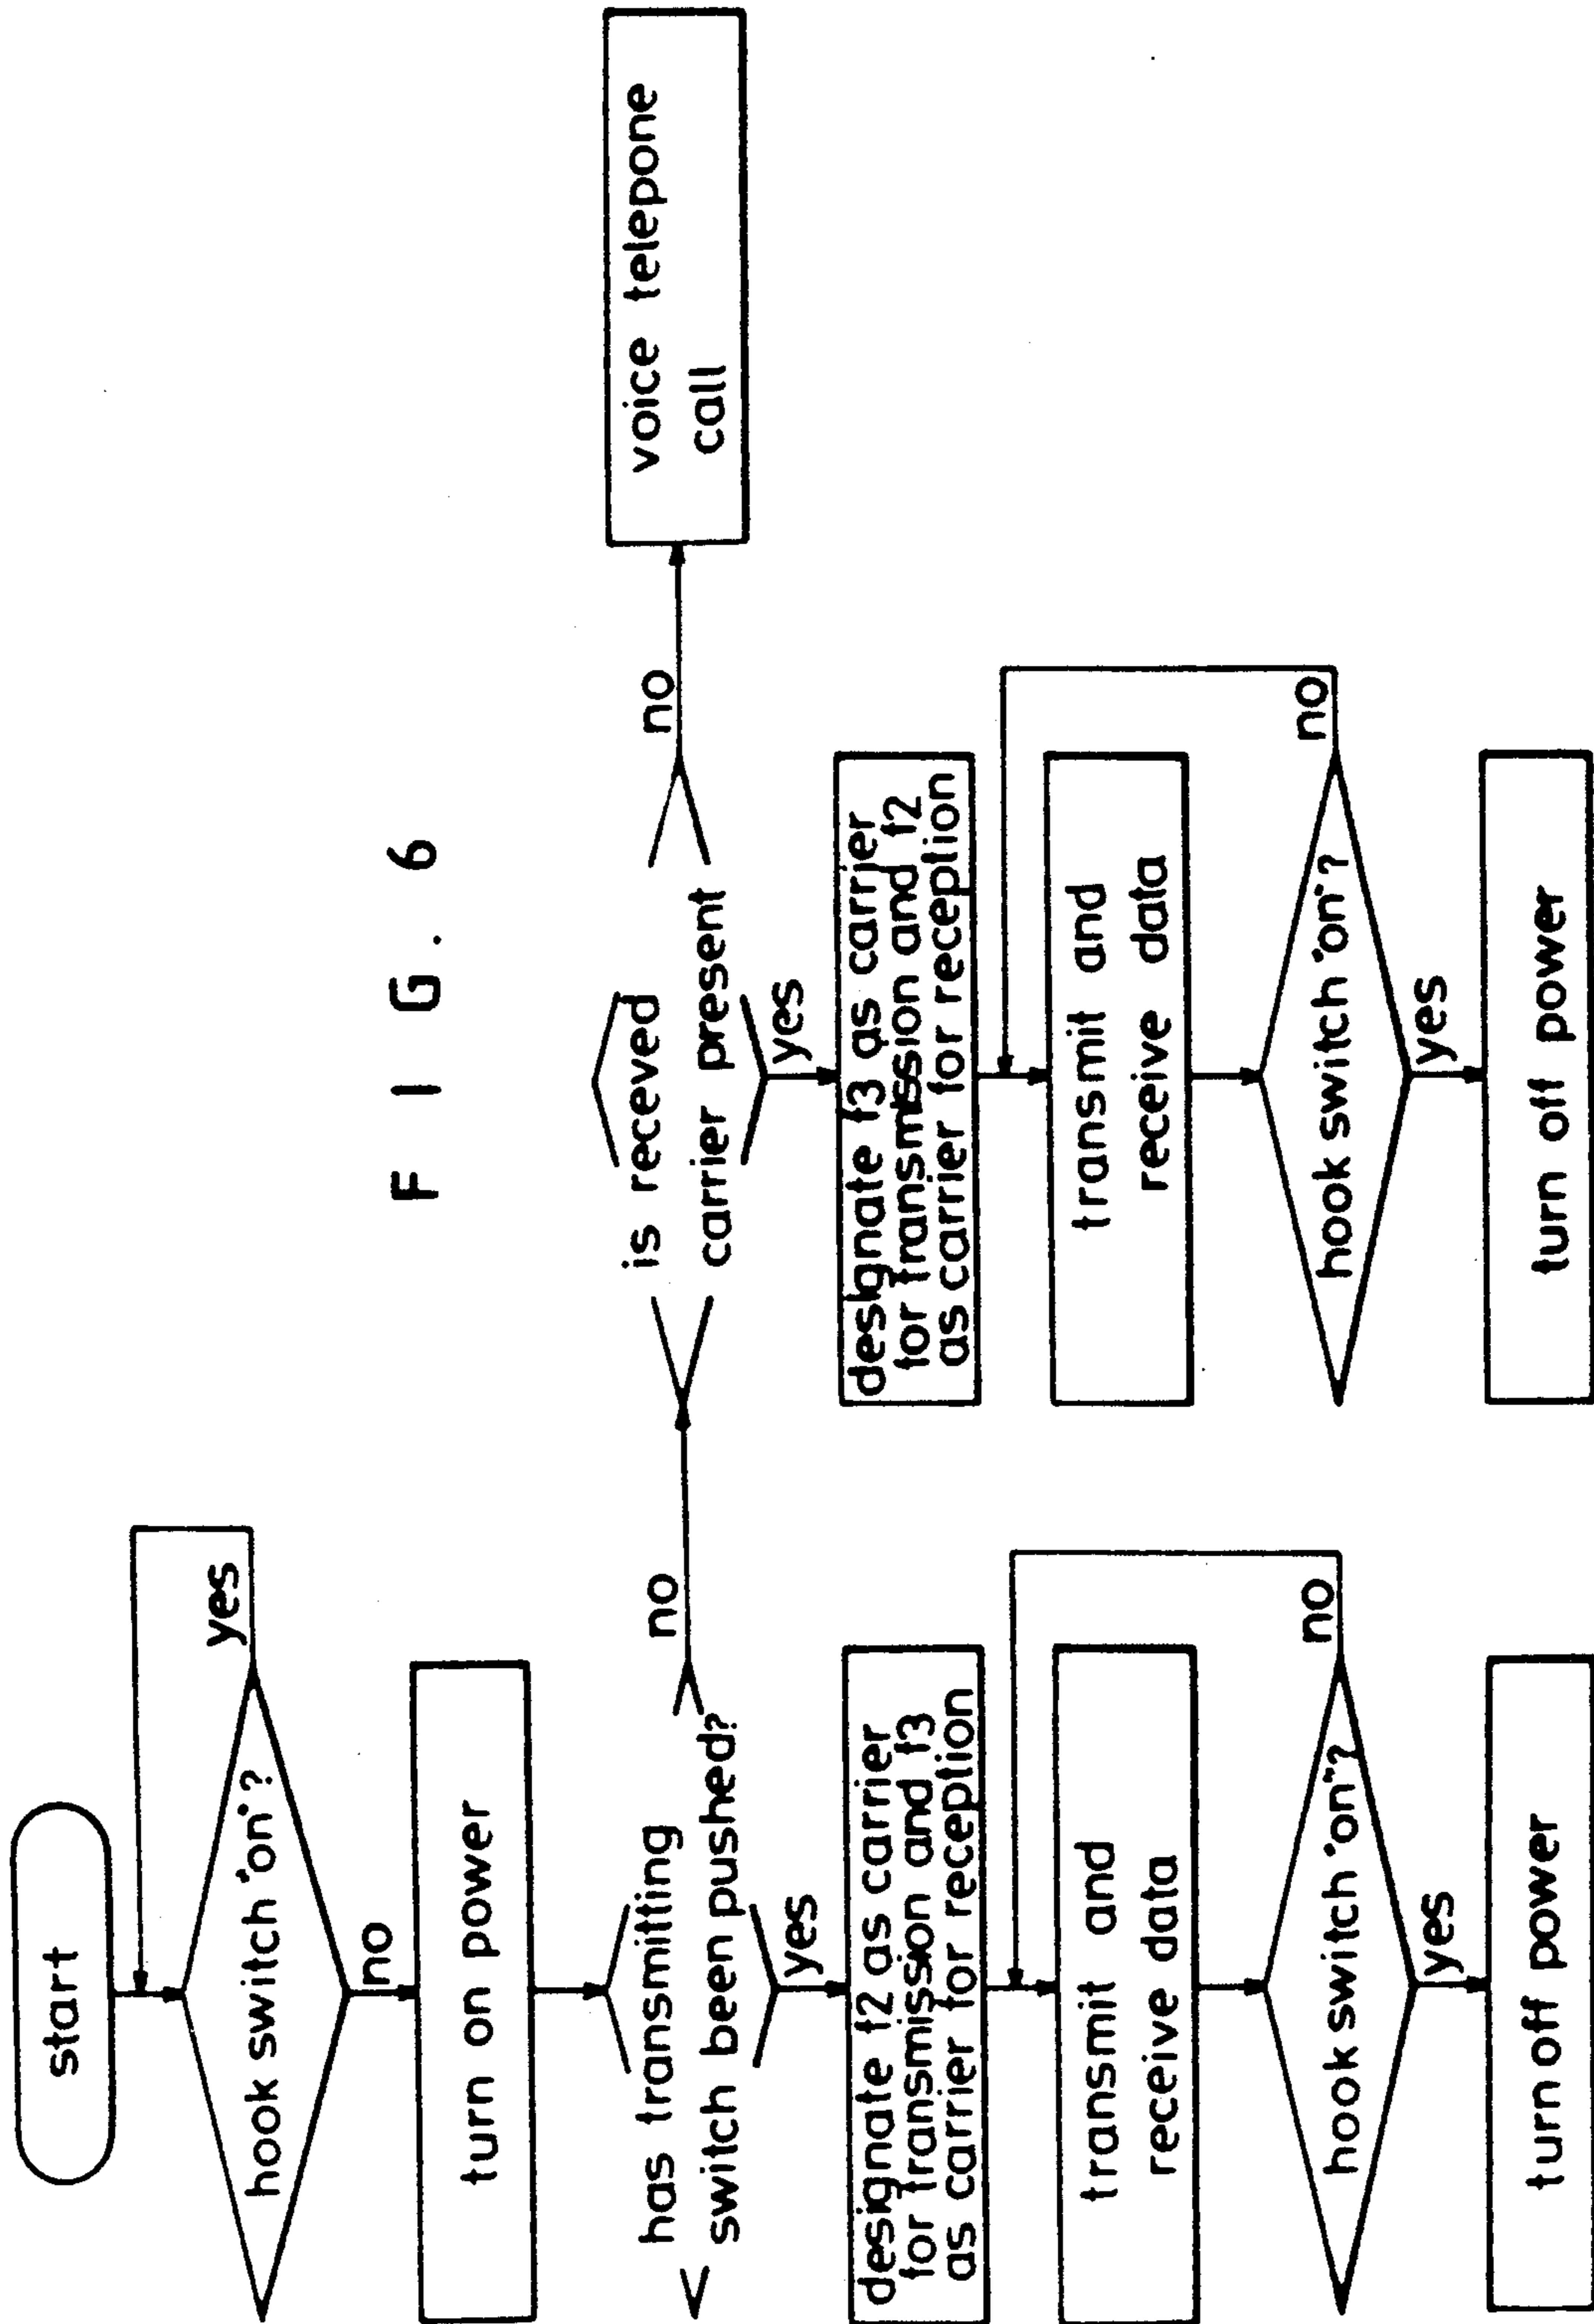 FIG. 6
start
hook switch "on"?
yes
no
turn on power
has transmitting
switch been pushed?
no
yes
designate f2 as carrier
for transmission and f3
as carrier for reception
transmit and
receive data
hook switch "on"?
no
yes
turn off power
is receved
carrier present
no
yes
designate f3 as carrier
for transmission and f2
as carrier for reception
transmit and
receive data
hook switch "on"?
no
yes
turn off power
voice telepone
call